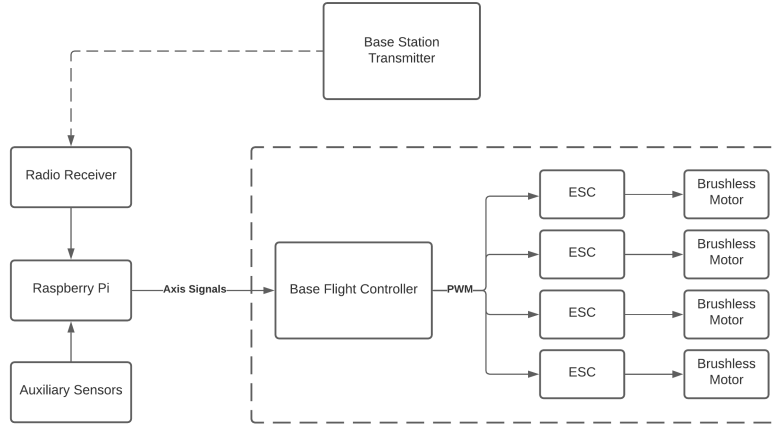 Base Station
Transmitter
Radio Receiver
ESC
Brushless
Motor
ESC
Brushless
Motor
Raspberry Pi
Axis Signals
Base Flight Controller
PWM
ESC
Brushless
Motor
ESC
Brushless
Motor
Auxiliary Sensors